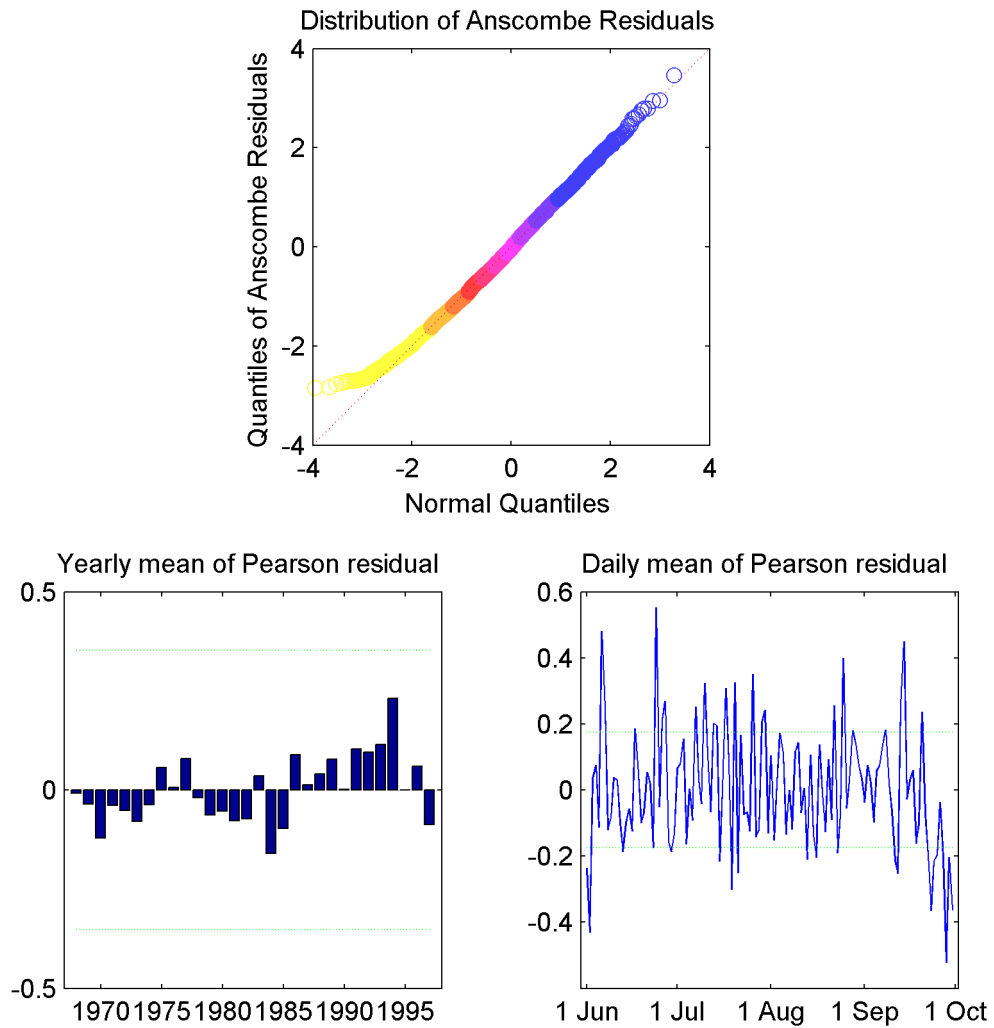 Distribution of Anscombe Residuals
4
2
0
-2
-4
Quantiles of Anscombe Residuals
-4 -2 0 2 4
Normal Quantiles
Yearly mean of Pearson residual
0.5
0
-0.5
1970 1975 1980 1985 1990 1995
Daily mean of Pearson residual
0.6
0.4
0.2
0
-0.2
-0.4
1 Jun 1 Jul 1 Aug 1 Sep 1 Oct